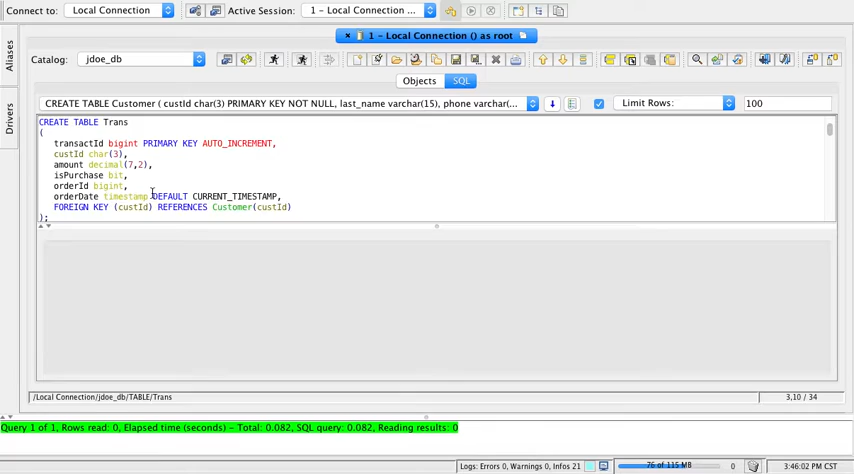 Connect to: Local Connection Active Session: 1 – Local Connection ...
1 – Local Connection () as root
Aliases
Drivers
Catalog: jdoe_db
Objects SQL
CREATE TABLE Customer ( custId char(3) PRIMARY KEY NOT NULL, last_name varchar(15), phone varchar(... Limit Rows: 100
CREATE TABLE Trans
(
transactId bigint PRIMARY KEY AUTO_INCREMENT,
custId char(3),
amount decimal(7,2),
isPurchase bit,
orderId bigint,
orderDate timestamp DEFAULT CURRENT_TIMESTAMP,
FOREIGN KEY (custId) REFERENCES Customer(custId)
);
/Local Connection/jdoe_db/TABLE/Trans 3,10 / 34
Query 1 of 1, Rows read: 0, Elapsed time (seconds) – Total: 0.082, SQL query: 0.082, Reading results: 0
Logs: Errors 0, Warnings 0, Infos 21 76 of 115 MB 0 3:46:02 PM CST